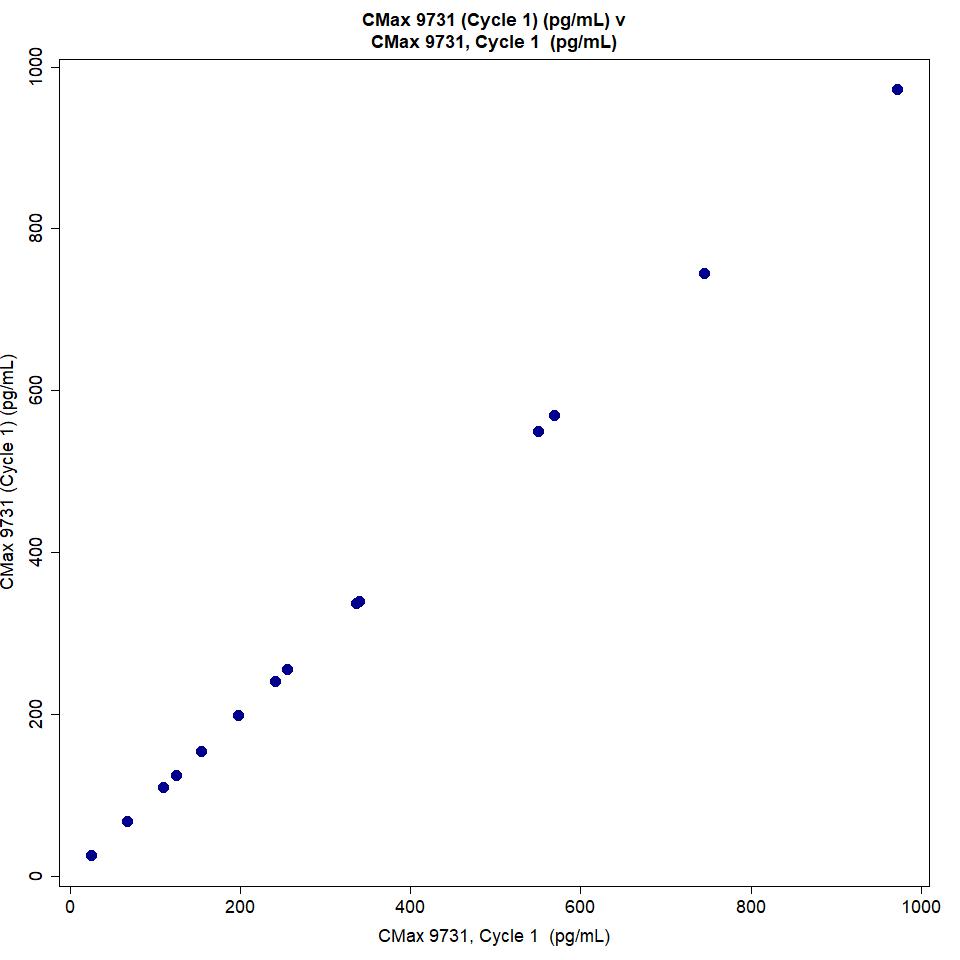 CMax 9731 (Cycle 1) (pg/mL) v
CMax 9731, Cycle 1  (pg/mL)
1000
800
600
400
200
0
CMax 9731 (Cycle 1) (pg/mL)
0 200 400 600 800 1000
CMax 9731, Cycle 1  (pg/mL)